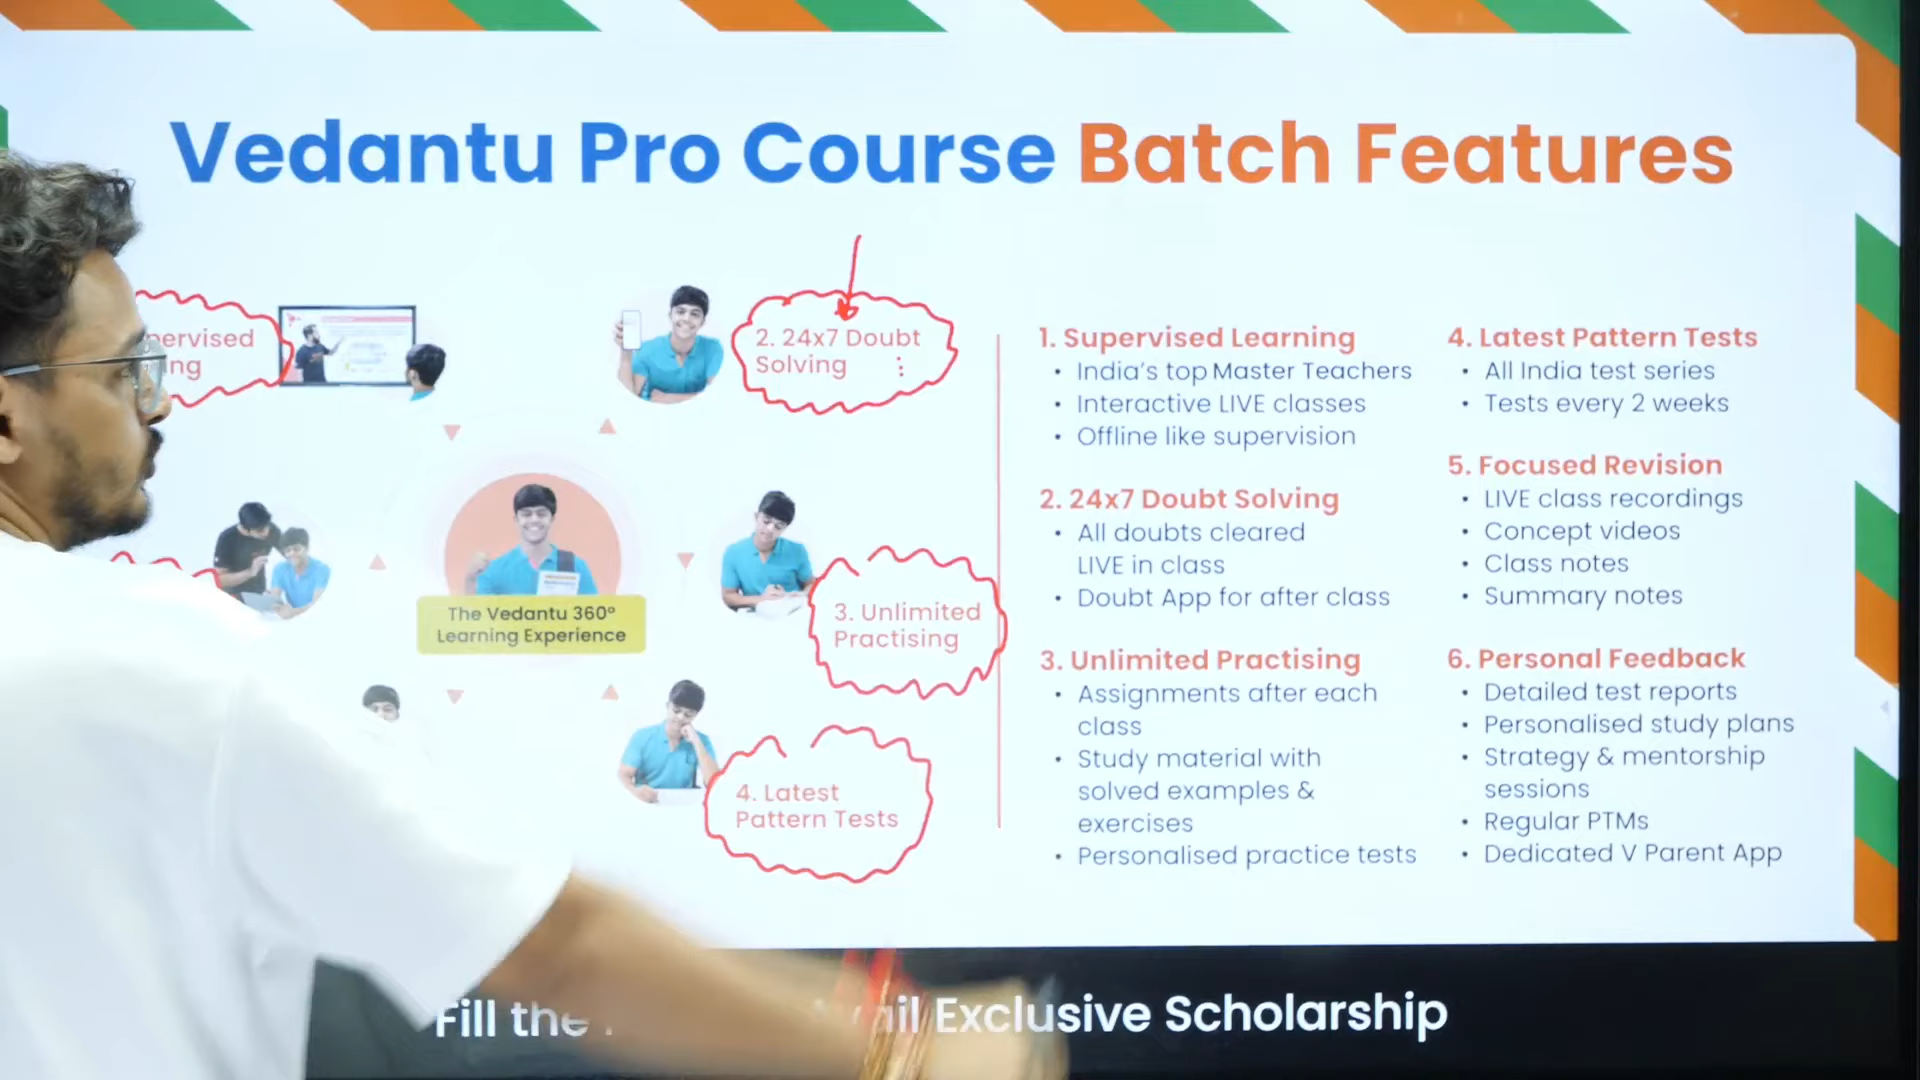 Vedantu Pro Course Batch Features
2. 24x7 Doubt
Solving
3. Unlimited
Practising
The Vedantu 360°
Learning Experience
4. Latest
Pattern Tests
1. Supervised Learning
• India's top Master Teachers
• Interactive LIVE classes
• Offline like supervision
2. 24x7 Doubt Solving
• All doubts cleared
LIVE in class
• Doubt App for after class
3. Unlimited Practising
• Assignments after each
class
• Study material with
solved examples &
exercises
• Personalised practice tests
4. Latest Pattern Tests
• All India test series
• Tests every 2 weeks
5. Focused Revision
• LIVE class recordings
• Concept videos
• Class notes
• Summary notes
6. Personal Feedback
• Detailed test reports
• Personalised study plans
• Strategy & mentorship
sessions
• Regular PTMs
• Dedicated V Parent App
Fill the Exclusive Scholarship